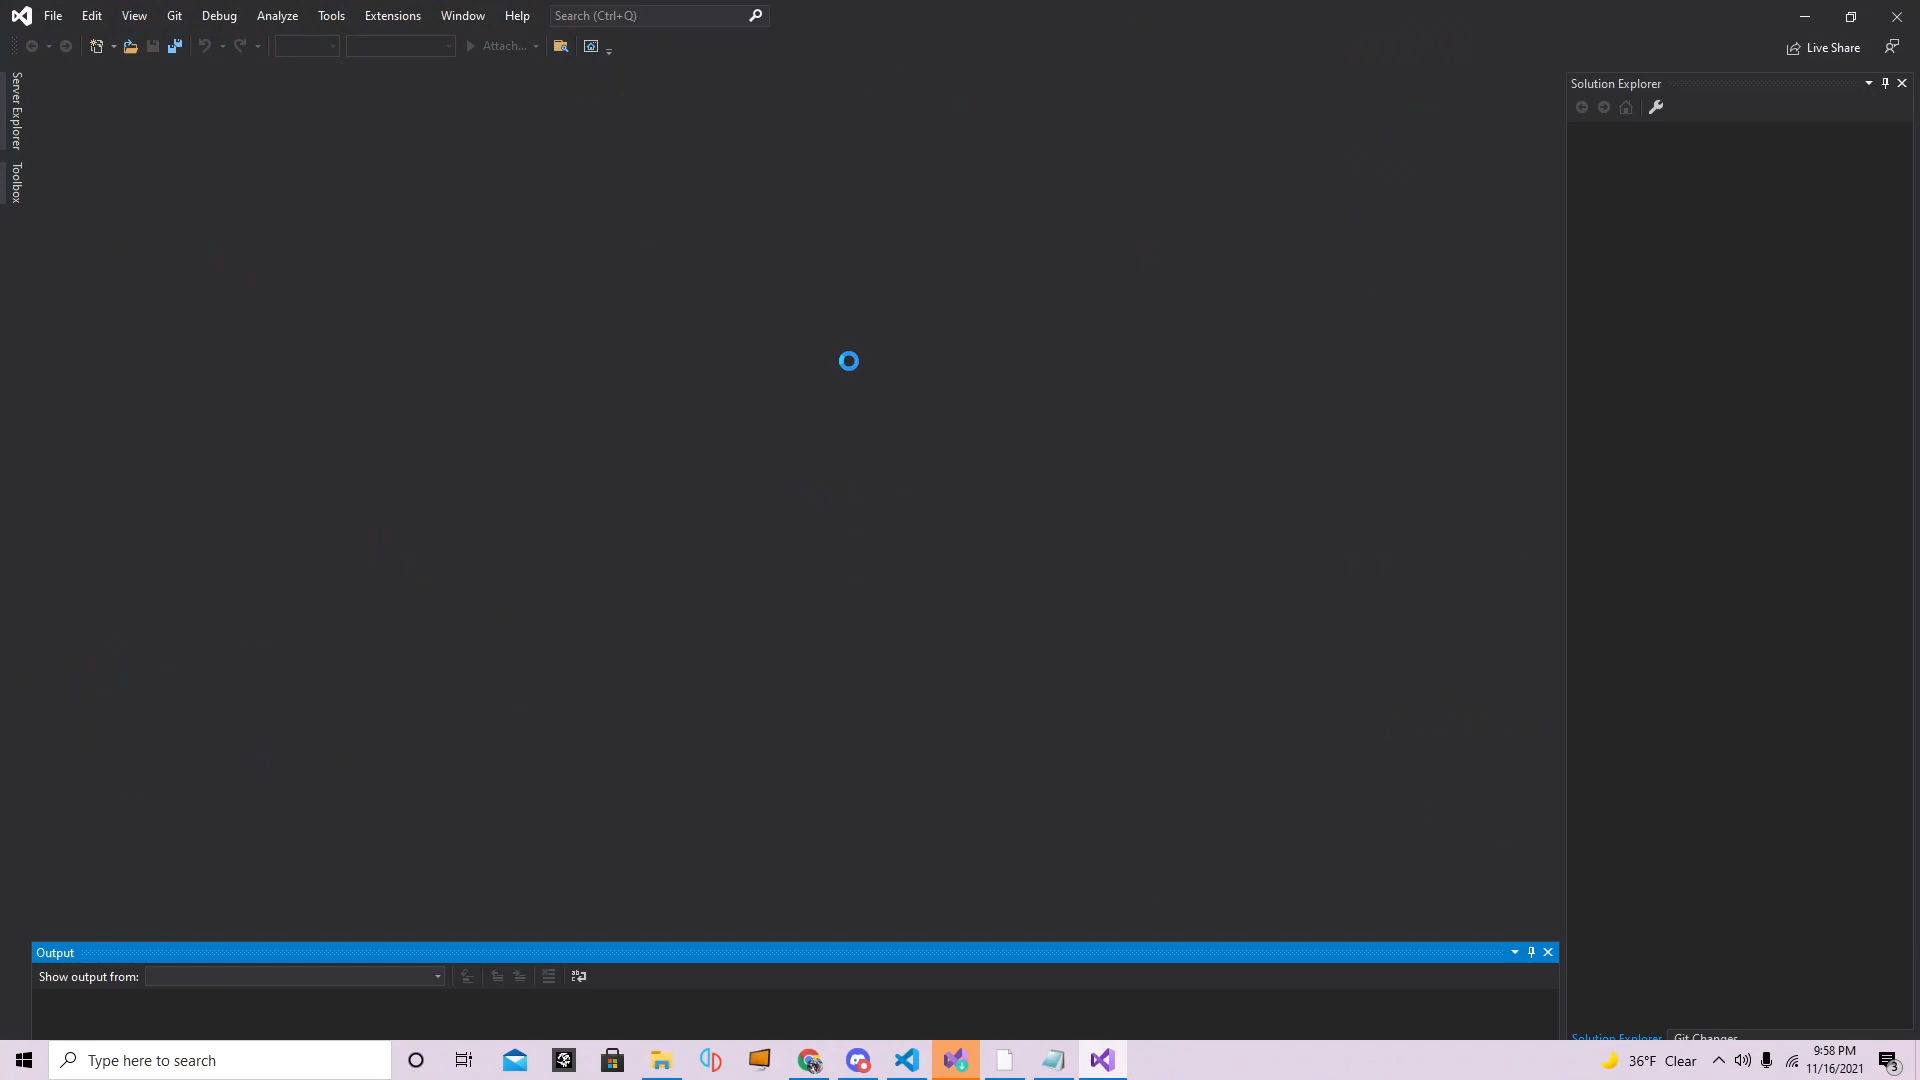 File Edit View Git Debug Analyze Tools Extensions Window Help Search (Ctrl+Q)
Attach...
Live Share
Server Explorer
Toolbox
Solution Explorer
Output
Show output from:
Solution Explorer Git Changes
Type here to search
36°F Clear
9:58 PM
11/16/2021
3